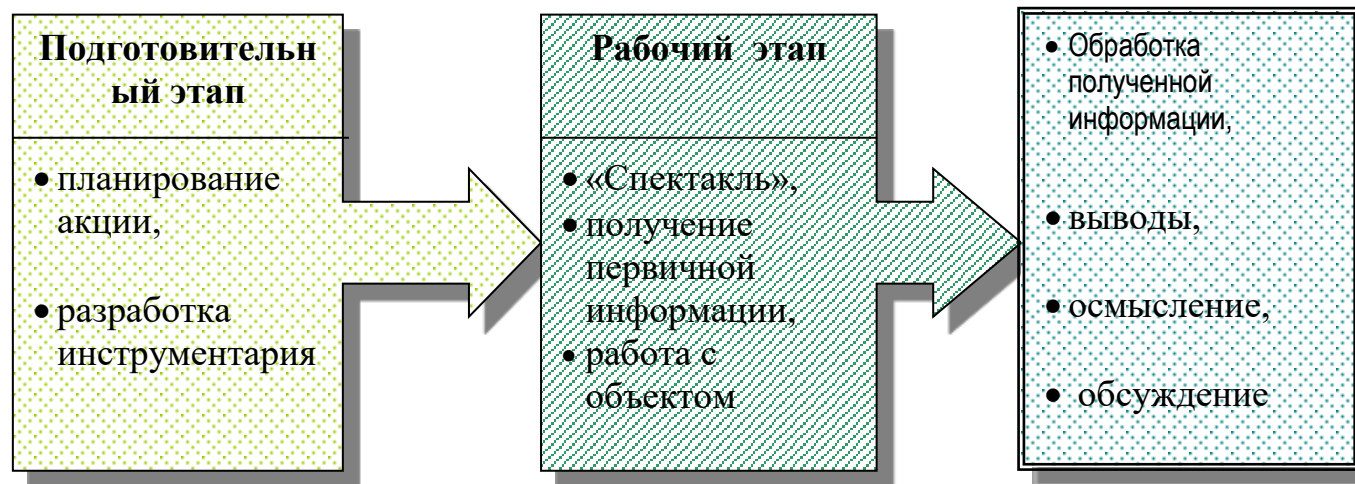 Подготовительн
ый этап
• планирование
акции,
• разработка
инструментария
Рабочий этап
• «Спектакль»,
• получение
первичной
информации,
• работа с
объектом
• Обработка
полученной
информации,
• выводы,
• осмысление,
• обсуждение